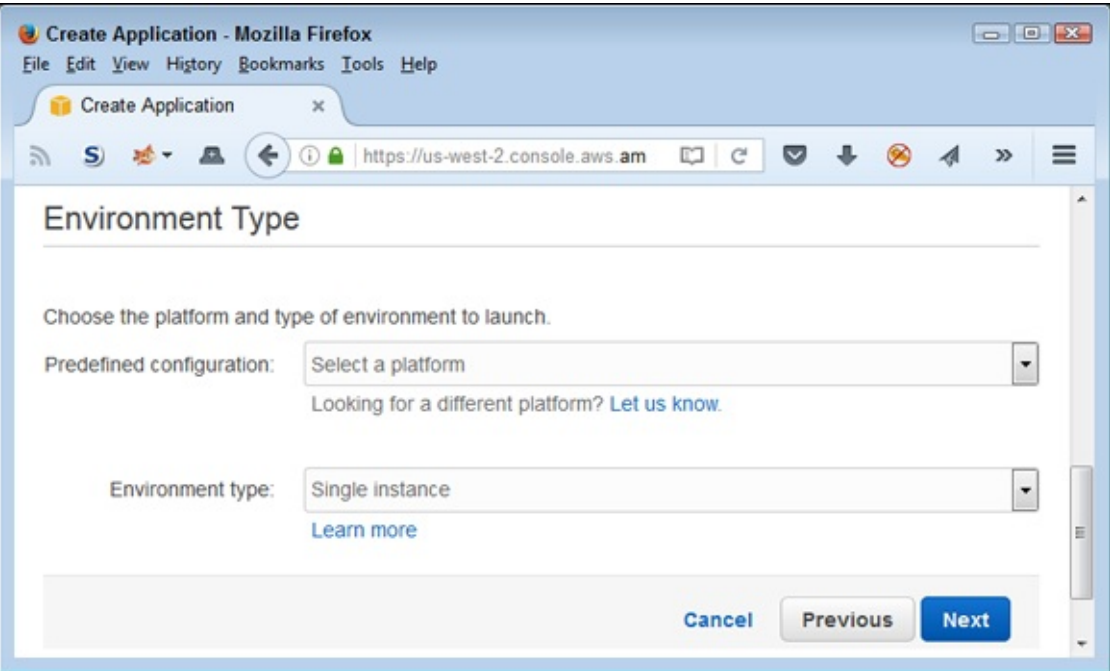 Create Application - Mozilla Firefox
File Edit View History Bookmarks Tools Help
Create Application
https://us-west-2.console.aws.am
Environment Type
Choose the platform and type of environment to launch.
Predefined configuration: Select a platform
Looking for a different platform? Let us know.
Environment type: Single instance
Learn more
Cancel Previous Next